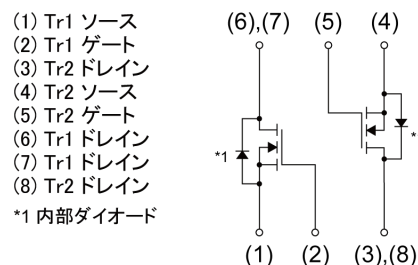 (1) Tr1 ソース
(2) Tr1 ゲート
(3) Tr2 ドレイン
(4) Tr2 ソース
(5) Tr2 ゲート
(6) Tr1 ドレイン
(7) Tr1 ドレイン
(8) Tr2 ドレイン
*1 内部ダイオード
(6),(7) (5) (4)
*1 *
(1) (2) (3),(8)